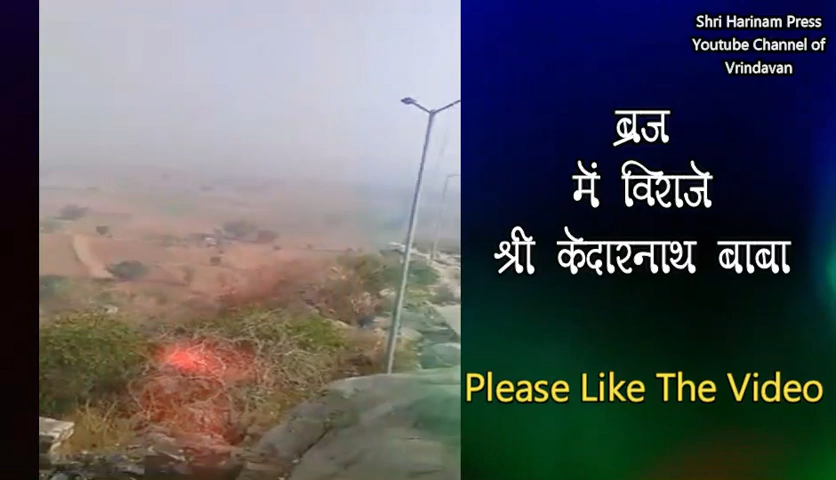 Shri Harinam Press
Youtube Channel of
Vrindavan
ब्रज
में विराजे
श्री केदारनाथ बाबा
Please Like The Video